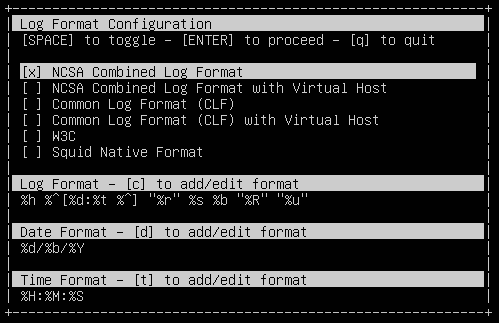 Log Format Configuration
[SPACE] to toggle - [ENTER] to proceed - [q] to quit
[x] NCSA Combined Log Format
[ ] NCSA Combined Log Format with Virtual Host
[ ] Common Log Format (CLF)
[ ] Common Log Format (CLF) with Virtual Host
[ ] W3C
[ ] Squid Native Format
Log Format - [c] to add/edit format
%h %^[%d:%t %^] "%r" %s %b "%R" "%u"
Date Format - [d] to add/edit format
%d/%b/%Y
Time Format - [t] to add/edit format
%H:%M:%S